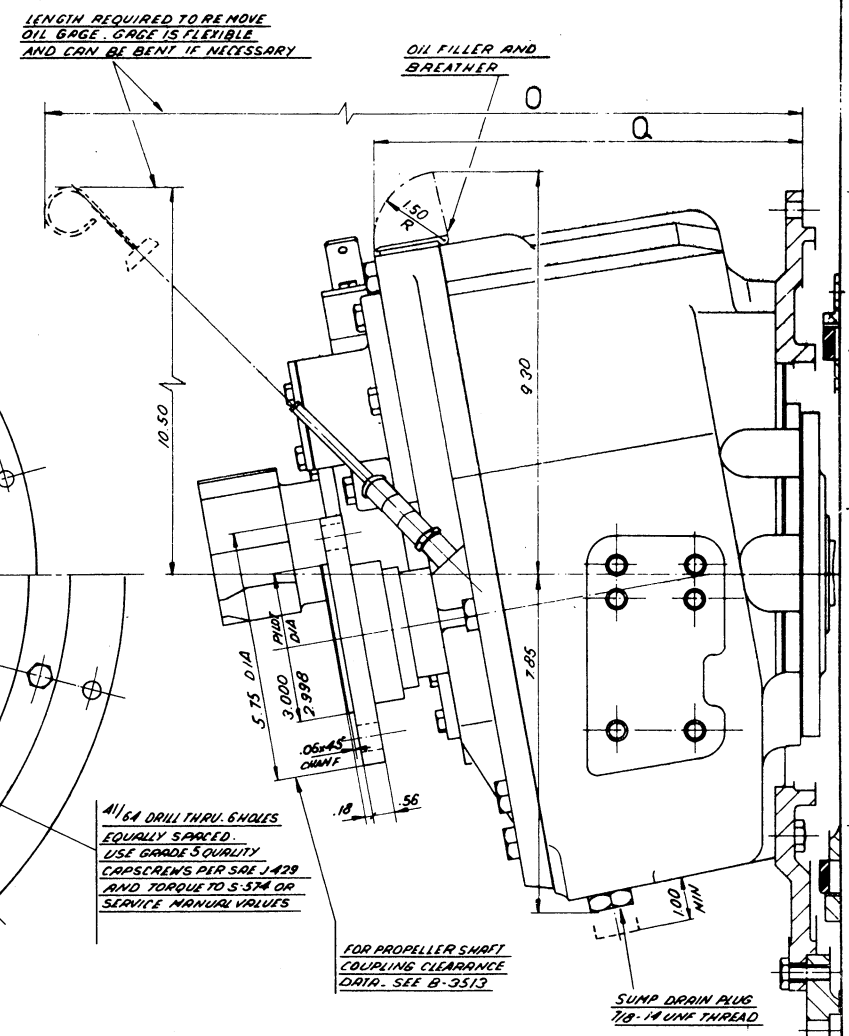 LENGTH REQUIRED TO REMOVE
OIL GAGE. GAGE IS FLEXIBLE
AND CAN BE BENT IF NECESSARY
OIL FILLER AND
BREATHER
O
Q
1.50
R
10.50
9.30
7.85
PILOT
DIA
5.75 DIA
3.000
2.998
.06x45°
CHAMF
.18
.56
41/64 DRILL THRU. 6 HOLES
EQUALLY SPACED.
USE GRADE 5 QUALITY
CAPSCREWS PER SAE J-429
AND TORQUE TO S-574 OR
SERVICE MANUAL VALUES
1.00
MIN
FOR PROPELLER SHAFT
COUPLING CLEARANCE
DATA. SEE B-3513
SUMP DRAIN PLUG
7/8-14 UNF THREAD